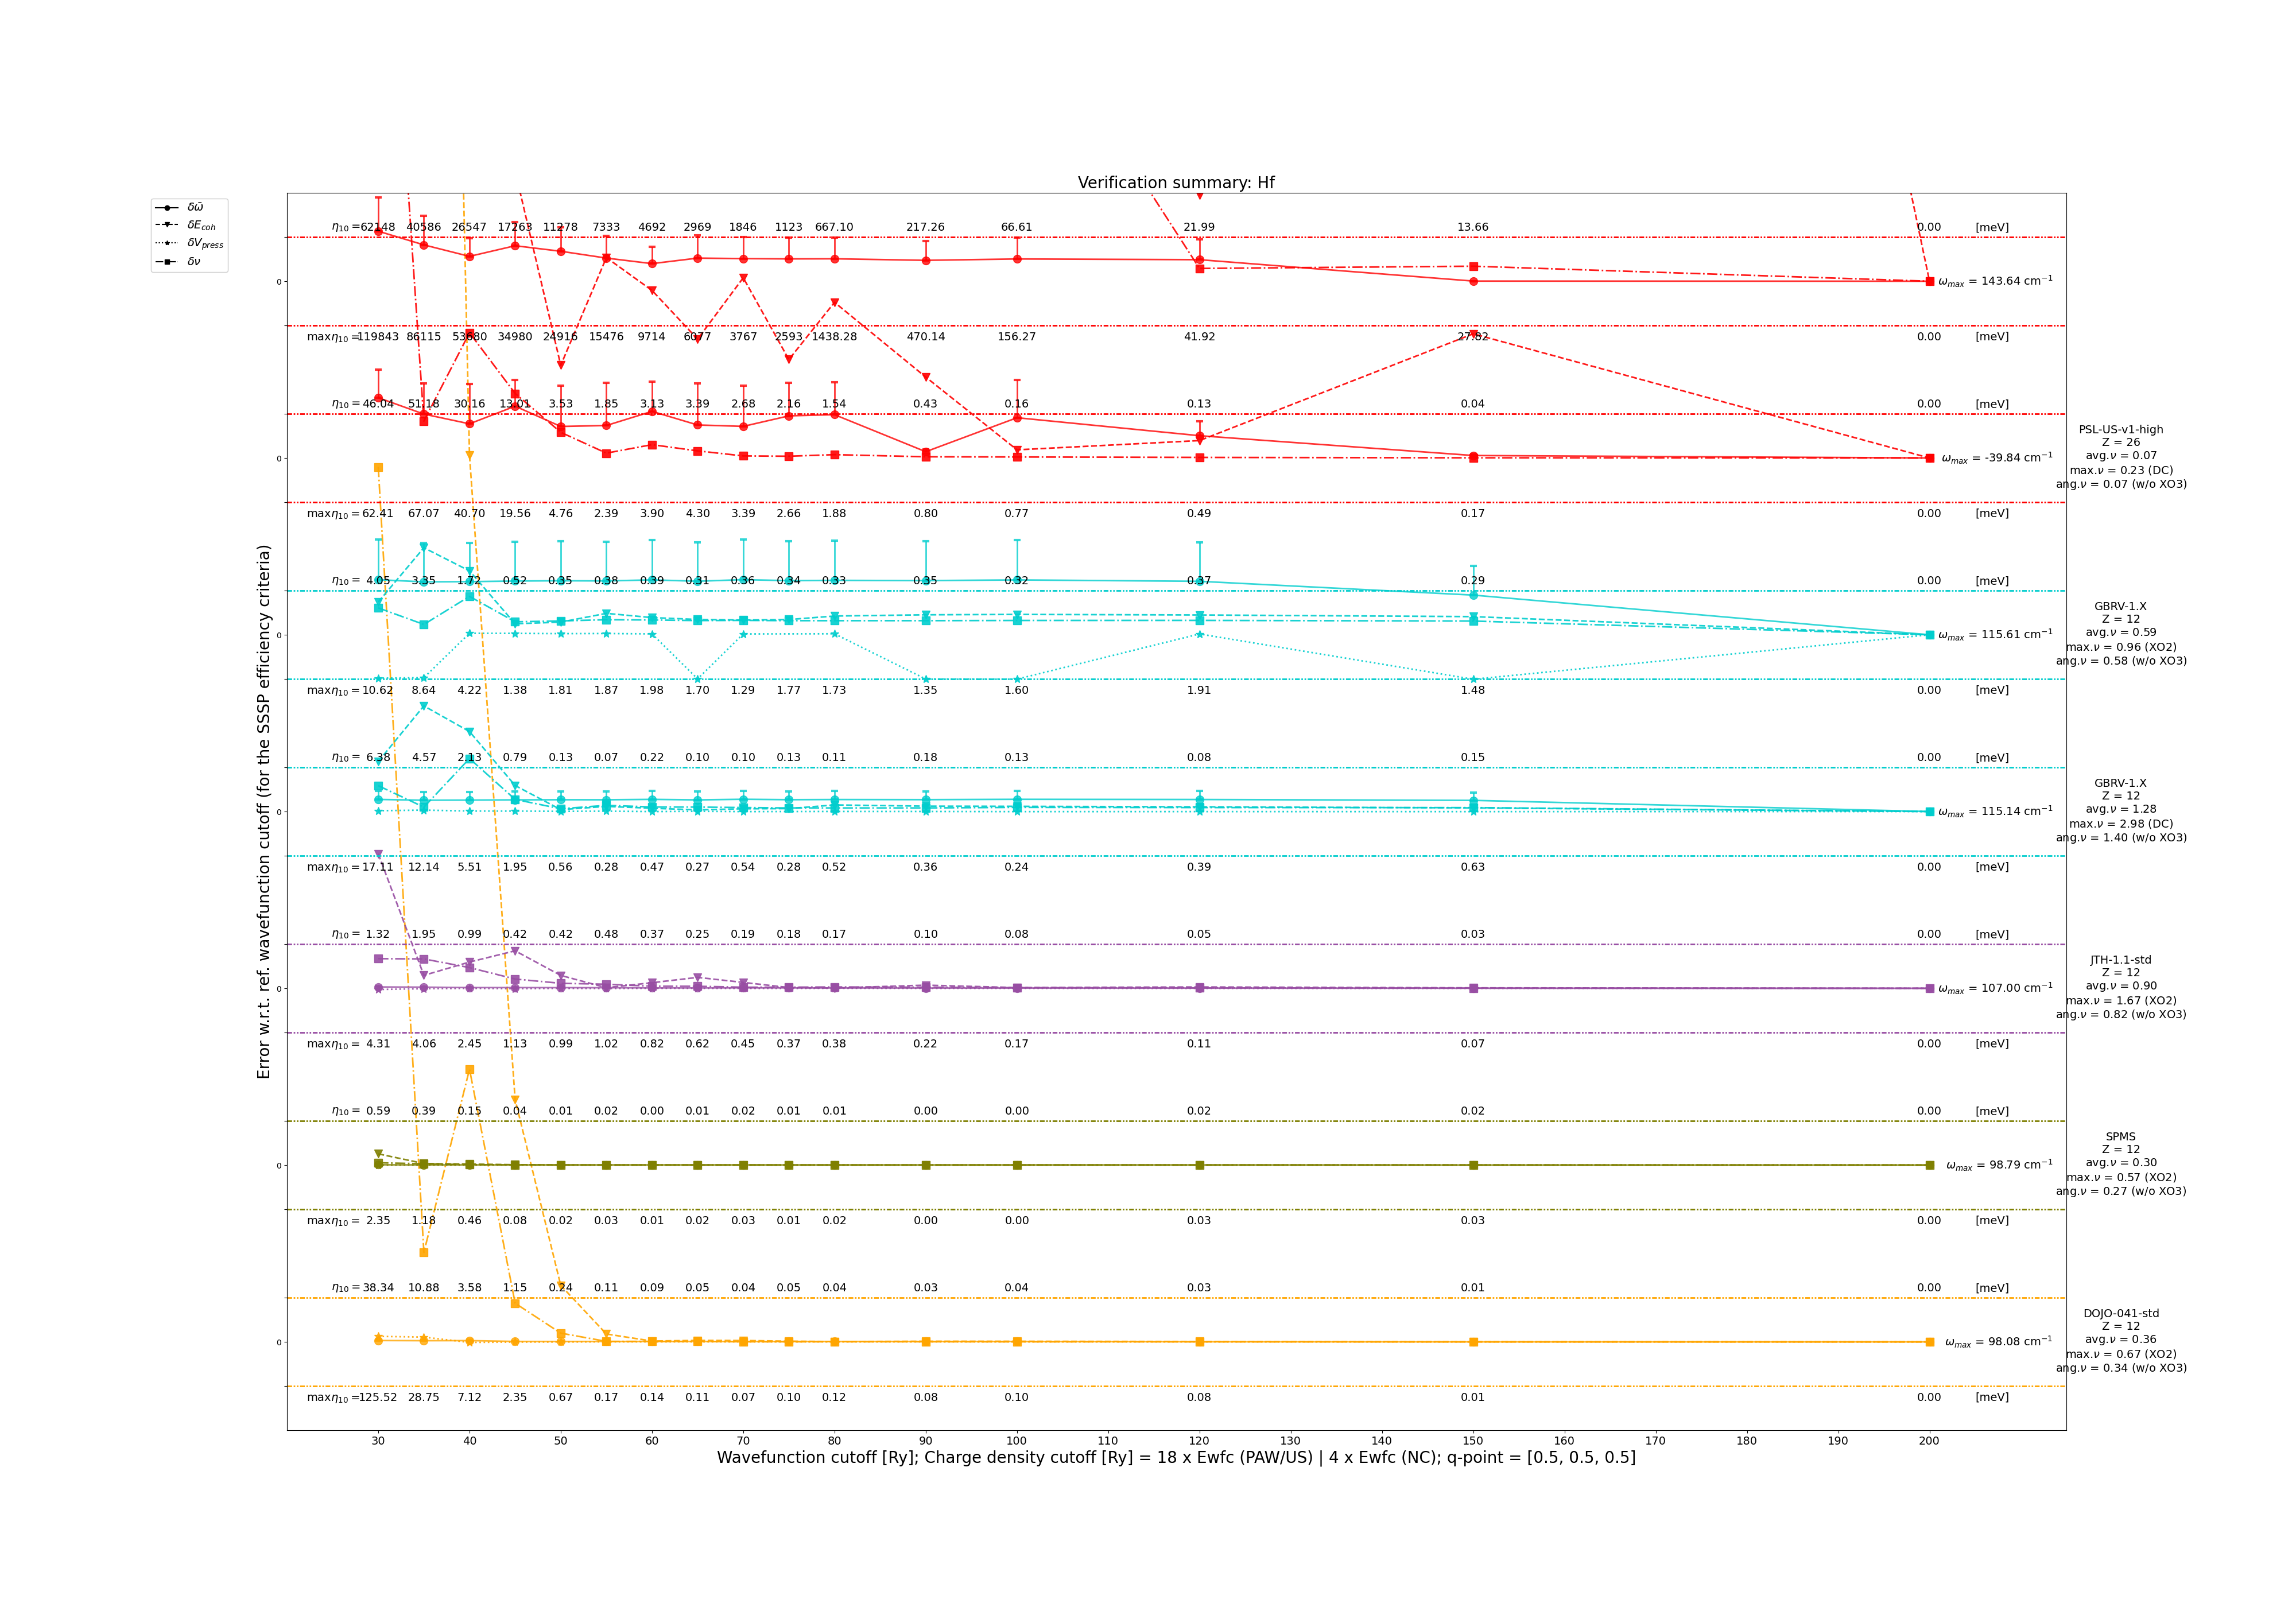 Verification summary: Hf
δω̄
δE_coh
δV_press
δν
Error w.r.t. ref. wavefunction cutoff (for the SSSP efficiency criteria)
η₁₀ = 62148 40586 26547 17263 11278 7333 4692 2969 1846 1123 667.10 217.26 66.61 21.99 13.66 0.00 [meV]
0 ω_max = 143.64 cm⁻¹
maxη₁₀ = 119843 86115 34980 24916 15476 9714 6077 3767 2593 1438.28 470.14 156.27 41.92 27.82 0.00 [meV]
η₁₀ = 46.04 51.18 30.16 13.01 3.53 1.85 3.13 3.39 2.68 2.16 1.54 0.43 0.16 0.13 0.04 0.00 [meV]
0 ω_max = -39.84 cm⁻¹
maxη₁₀ = 62.41 67.07 40.70 19.56 4.76 2.39 3.90 4.30 3.39 2.66 1.88 0.80 0.77 0.49 0.17 0.00 [meV]
PSL-US-v1-high
Z = 26
avg.ν = 0.07
max.ν = 0.23 (DC)
ang.ν = 0.07 (w/o XO3)
η₁₀ = 4.05 3.35 1.72 0.52 0.35 0.38 0.39 0.31 0.36 0.34 0.33 0.35 0.32 0.37 0.29 0.00 [meV]
0 ω_max = 115.61 cm⁻¹
maxη₁₀ = 10.62 8.64 4.22 1.38 1.81 1.87 1.98 1.70 1.29 1.77 1.73 1.35 1.60 1.91 1.48 0.00 [meV]
GBRV-1.X
Z = 12
avg.ν = 0.59
max.ν = 0.96 (XO2)
ang.ν = 0.58 (w/o XO3)
η₁₀ = 6.38 4.57 2.13 0.79 0.13 0.07 0.22 0.10 0.10 0.13 0.11 0.18 0.13 0.08 0.15 0.00 [meV]
0 ω_max = 115.14 cm⁻¹
maxη₁₀ = 17.11 12.14 5.51 1.95 0.56 0.28 0.47 0.27 0.54 0.28 0.52 0.36 0.24 0.39 0.63 0.00 [meV]
GBRV-1.X
Z = 12
avg.ν = 1.28
max.ν = 2.98 (DC)
ang.ν = 1.40 (w/o XO3)
η₁₀ = 1.32 1.95 0.99 0.42 0.42 0.48 0.37 0.25 0.19 0.18 0.17 0.10 0.08 0.05 0.03 0.00 [meV]
0 ω_max = 107.00 cm⁻¹
maxη₁₀ = 4.31 4.06 2.45 1.13 0.99 1.02 0.82 0.62 0.45 0.37 0.38 0.22 0.17 0.11 0.07 0.00 [meV]
JTH-1.1-std
Z = 12
avg.ν = 0.90
max.ν = 1.67 (XO2)
ang.ν = 0.82 (w/o XO3)
η₁₀ = 0.59 0.39 0.15 0.04 0.01 0.02 0.00 0.01 0.02 0.01 0.01 0.00 0.00 0.02 0.02 0.00 [meV]
0 ω_max = 98.79 cm⁻¹
maxη₁₀ = 2.35 1.18 0.46 0.08 0.02 0.03 0.01 0.02 0.03 0.01 0.02 0.00 0.00 0.03 0.03 0.00 [meV]
SPMS
Z = 12
avg.ν = 0.30
max.ν = 0.57 (XO2)
ang.ν = 0.27 (w/o XO3)
η₁₀ = 38.34 10.88 3.58 1.15 0.24 0.11 0.09 0.05 0.04 0.05 0.04 0.03 0.04 0.03 0.01 0.00 [meV]
0 ω_max = 98.08 cm⁻¹
maxη₁₀ = 125.52 28.75 7.12 2.35 0.67 0.17 0.14 0.11 0.07 0.10 0.12 0.08 0.10 0.08 0.01 0.00 [meV]
DOJO-041-std
Z = 12
avg.ν = 0.36
max.ν = 0.67 (XO2)
ang.ν = 0.34 (w/o XO3)
30 40 50 60 70 80 90 100 110 120 130 140 150 160 170 180 190 200
Wavefunction cutoff [Ry]; Charge density cutoff [Ry] = 18 x Ewfc (PAW/US) | 4 x Ewfc (NC); q-point = [0.5, 0.5, 0.5]